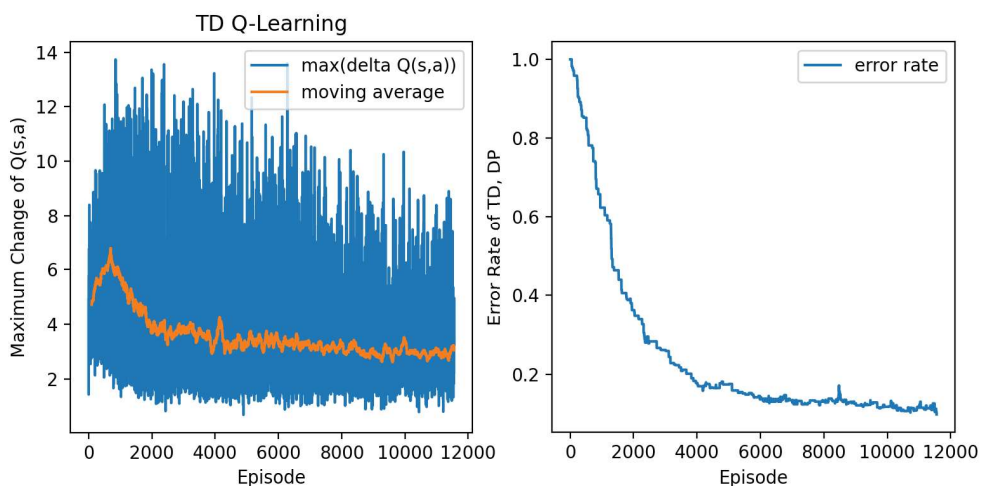 TD Q-Learning
max(delta Q(s,a))
moving average
Maximum Change of Q(s,a)
14
12
10
8
6
4
2
0 2000 4000 6000 8000 10000 12000
Episode
error rate
Error Rate of TD, DP
1.0
0.8
0.6
0.4
0.2
0 2000 4000 6000 8000 10000 12000
Episode